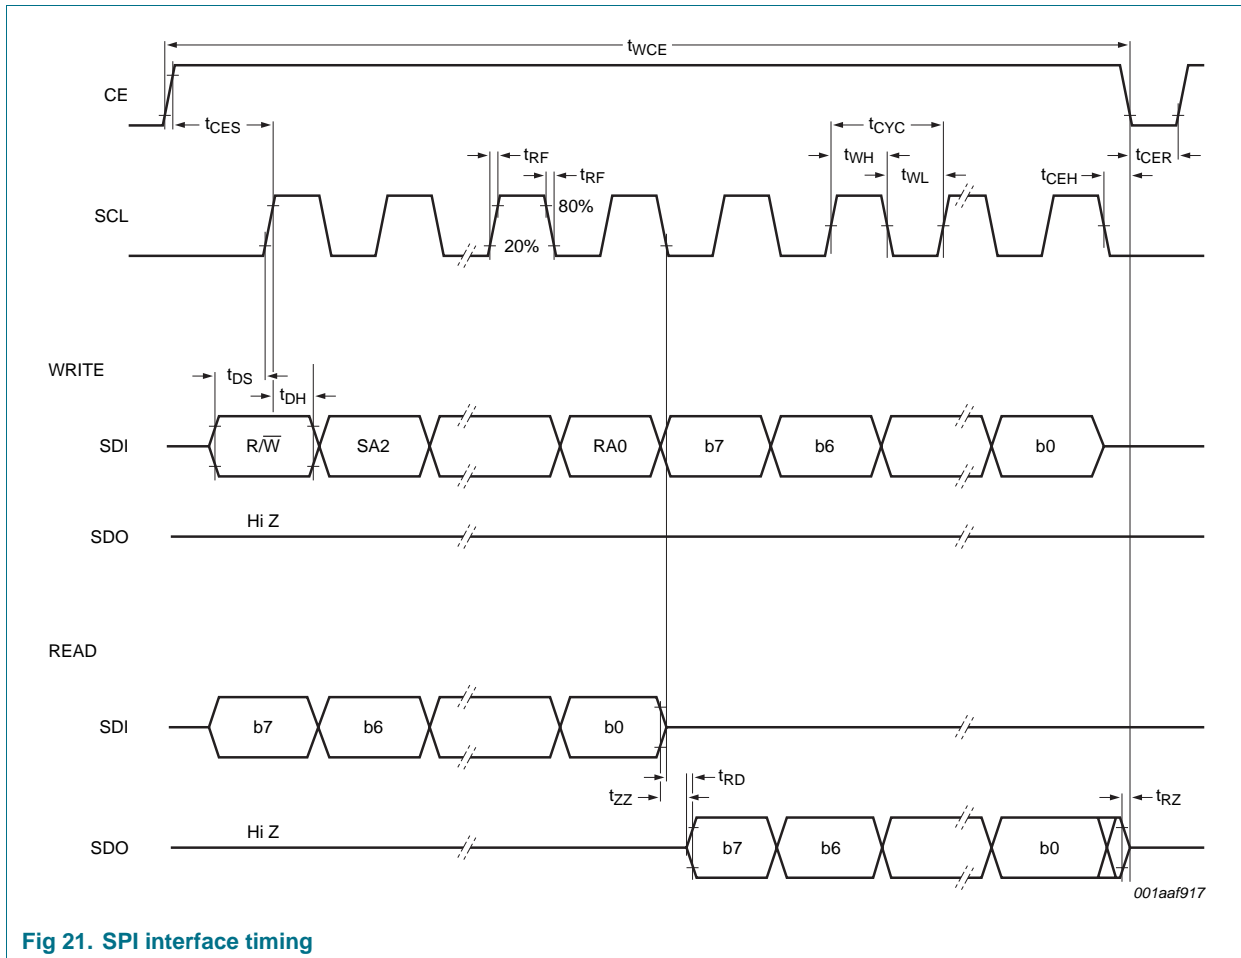 tWCE
CE
tCES
tCYC
tRF
tWH
tCER
tRF
tWL
tCEH
SCL
80%
20%
WRITE
tDS
tDH
SDI
R/W̅
SA2
RA0
b7
b6
b0
Hi Z
SDO
READ
SDI
b7
b6
b0
tRD
tZZ
tRZ
Hi Z
SDO
b7
b6
b0
001aaf917
Fig 21. SPI interface timing